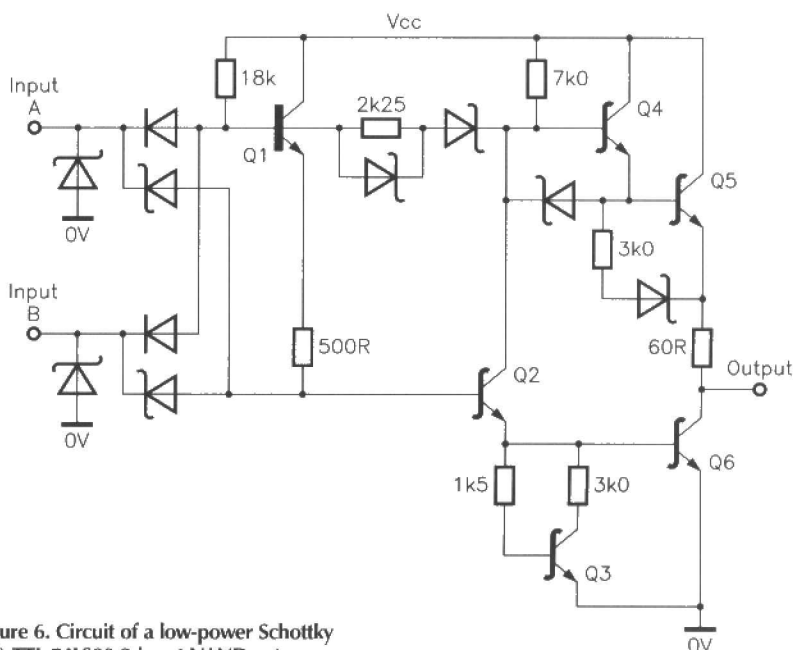 Vcc
18k
7k0
Input
A
2k25
Q4
Q1
Q5
0V
3k0
Input
B
500R
60R
Output
Q2
0V
Q6
1k5
3k0
Q3
ure 6. Circuit of a low-power Schottky
0V